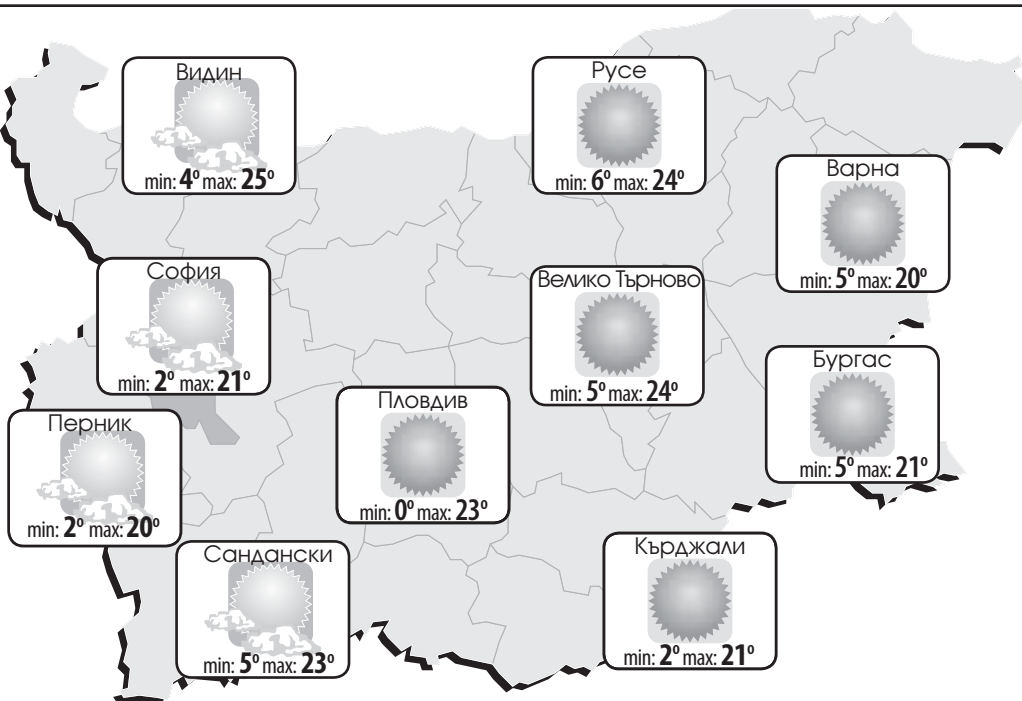 Видин
min: 4° max: 25°
Русе
min: 6° max: 24°
Варна
min: 5° max: 20°
София
min: 2° max: 21°
Велико Търново
min: 5° max: 24°
Бургас
min: 5° max: 21°
Пловдив
min: 0° max: 23°
Перник
min: 2° max: 20°
Сандански
min: 5° max: 23°
Кърджали
min: 2° max: 21°